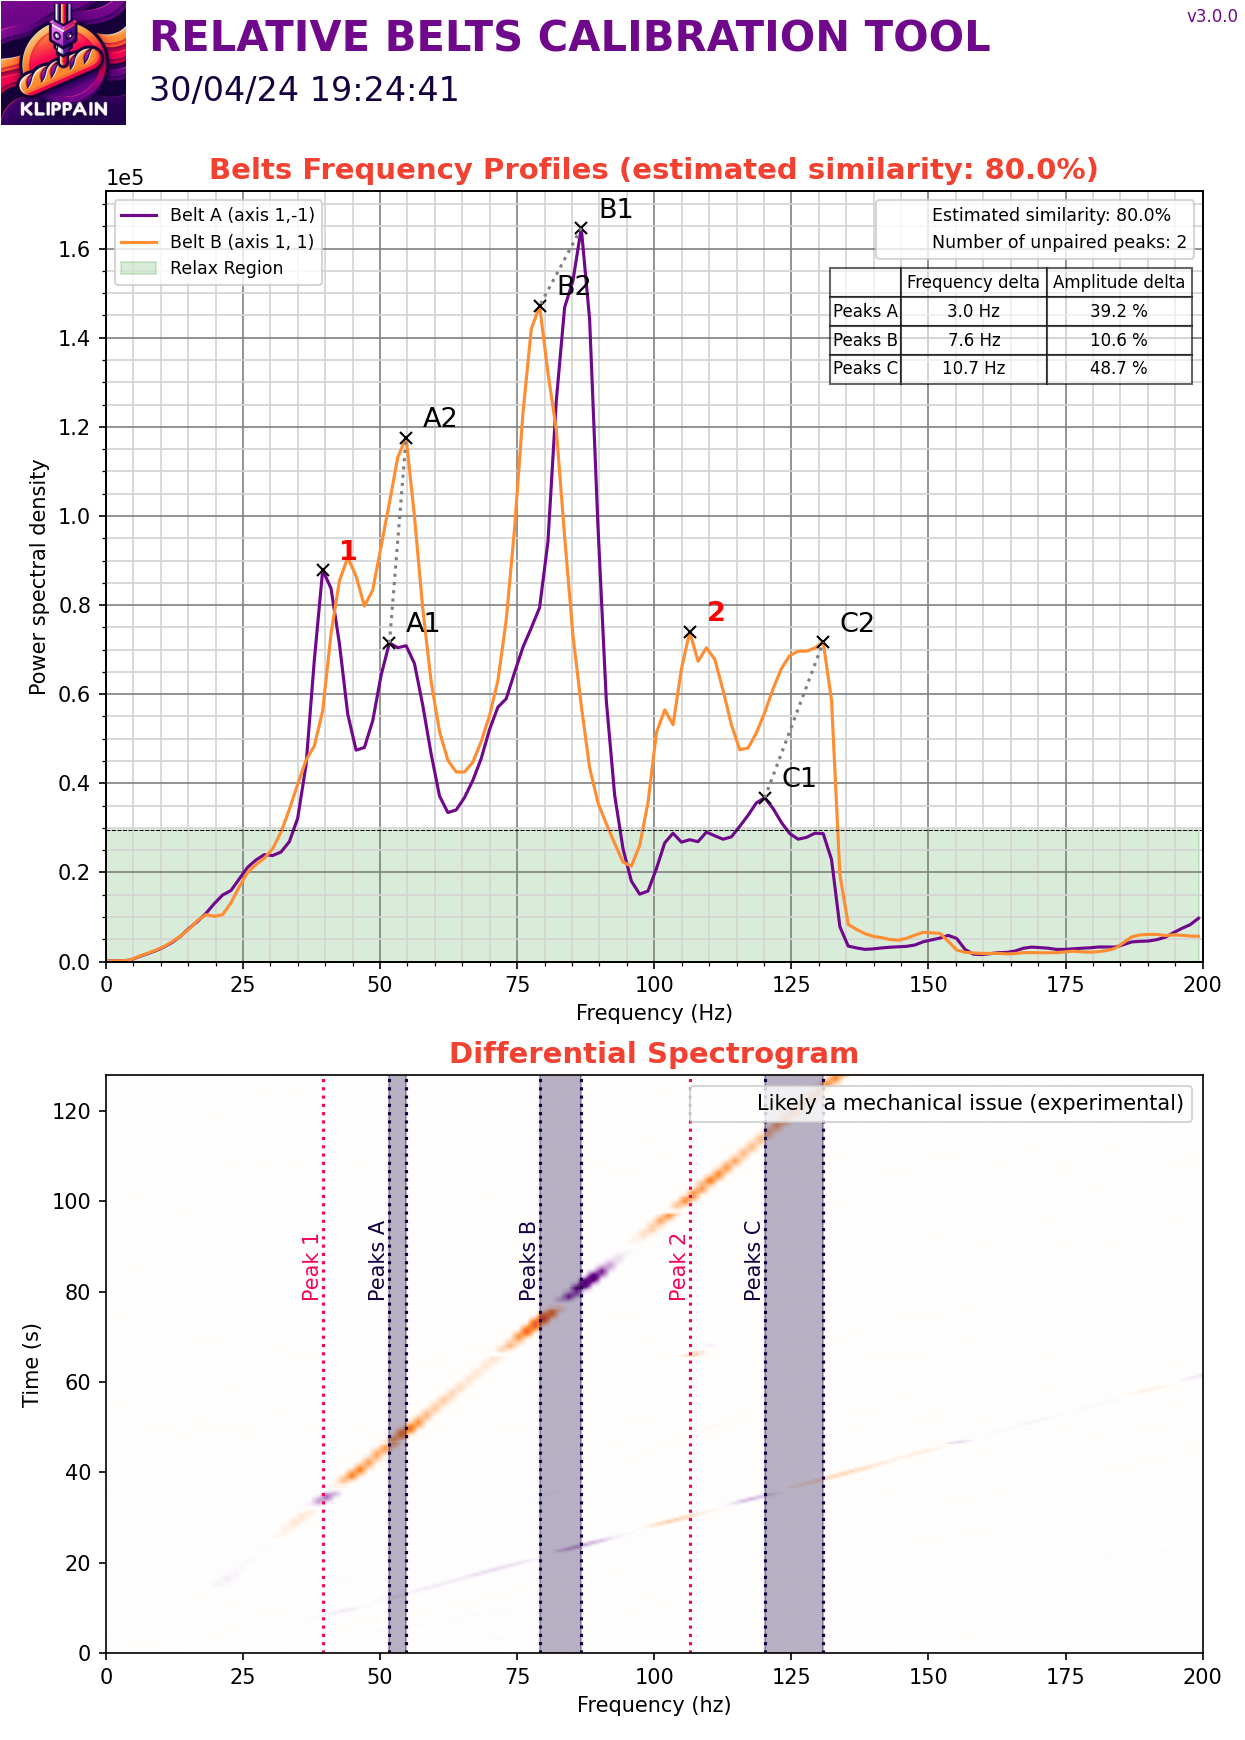 KLIPPAIN
RELATIVE BELTS CALIBRATION TOOL
30/04/24 19:24:41
v3.0.0
Belts Frequency Profiles (estimated similarity: 80.0%)
1e5
Belt A (axis 1,-1)
Belt B (axis 1, 1)
Relax Region
Estimated similarity: 80.0%
Number of unpaired peaks: 2
Frequency delta Amplitude delta
Peaks A 3.0 Hz 39.2 %
Peaks B 7.6 Hz 10.6 %
Peaks C 10.7 Hz 48.7 %
B1
B2
A2
1
A1
2
C2
C1
Power spectral density
1.6
1.4
1.2
1.0
0.8
0.6
0.4
0.2
0.0
0 25 50 75 100 125 150 175 200
Frequency (Hz)
Differential Spectrogram
Likely a mechanical issue (experimental)
Peak 1
Peaks A
Peaks B
Peak 2
Peaks C
Time (s)
120
100
80
60
40
20
0
0 25 50 75 100 125 150 175 200
Frequency (hz)